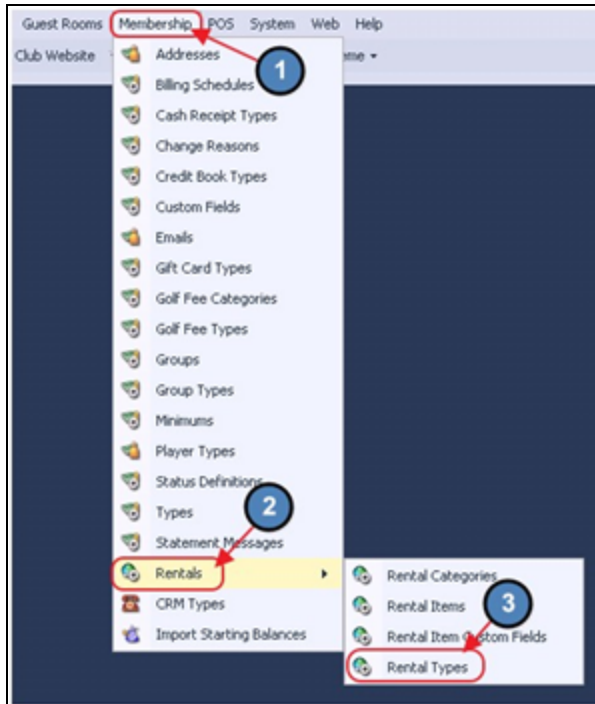 Guest Rooms Membership POS System Web Help
Club Website me
1
Addresses
Billing Schedules
Cash Receipt Types
Change Reasons
Credit Book Types
Custom Fields
Emails
Gift Card Types
Golf Fee Categories
Golf Fee Types
Groups
Group Types
Minimums
Player Types
Status Definitions
Types
2
Statement Messages
Rentals
CRM Types
Import Starting Balances
Rental Categories
Rental Items
3
Rental Item Custom Fields
Rental Types